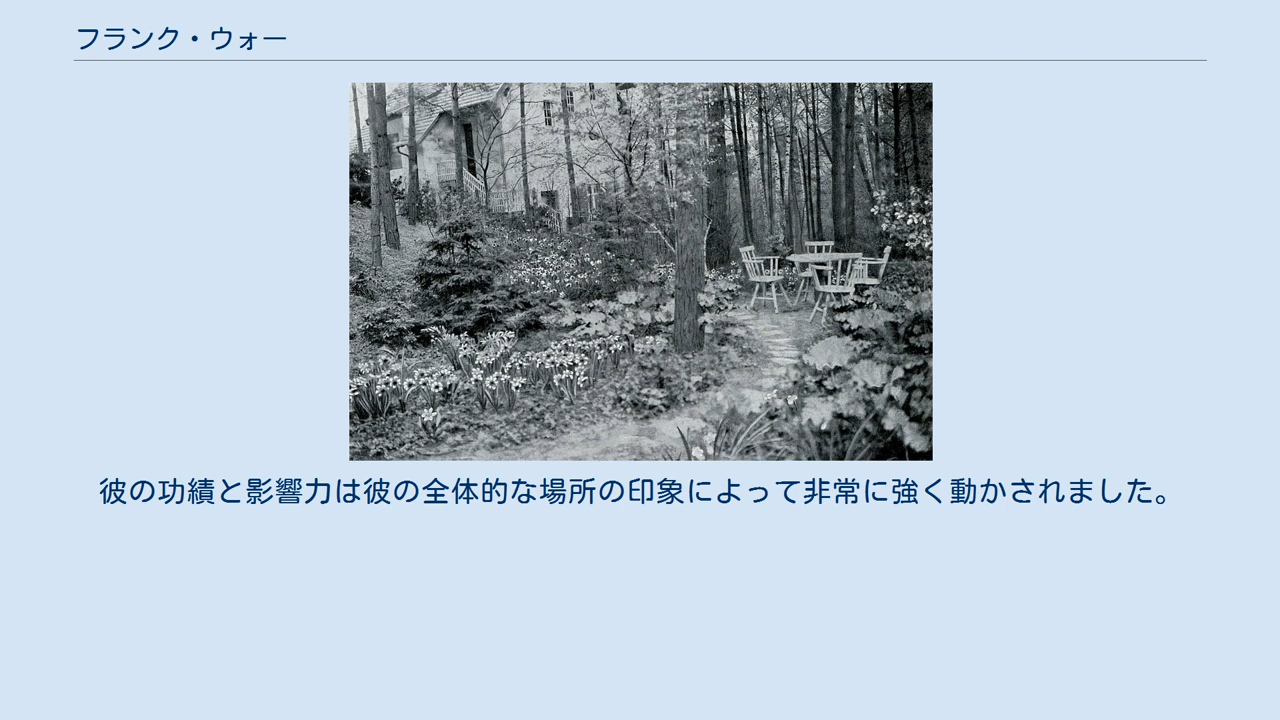 フランク・ウォー
彼の功績と影響力は彼の全体的な場所の印象によって非常に強く動かされました。